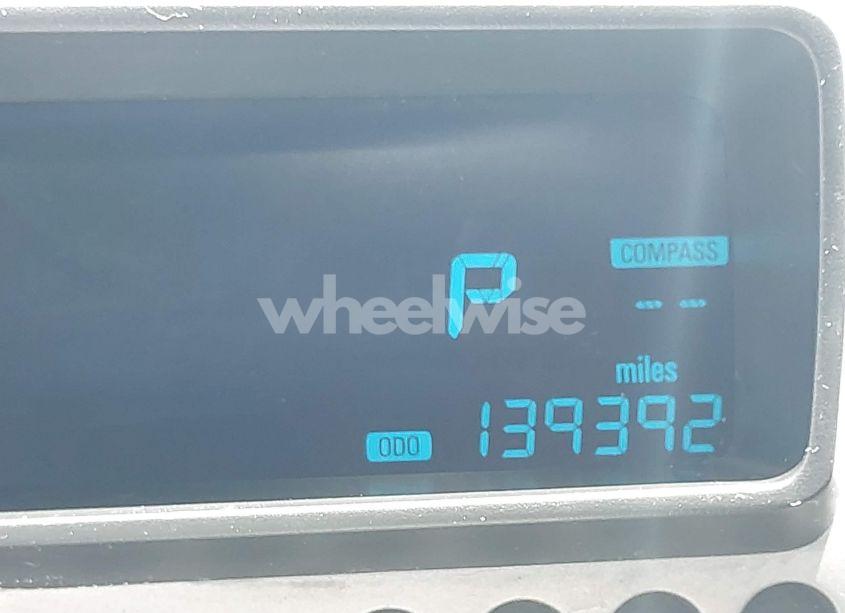 P
COMPASS
-- --
wheelwise
miles
ODO 139392